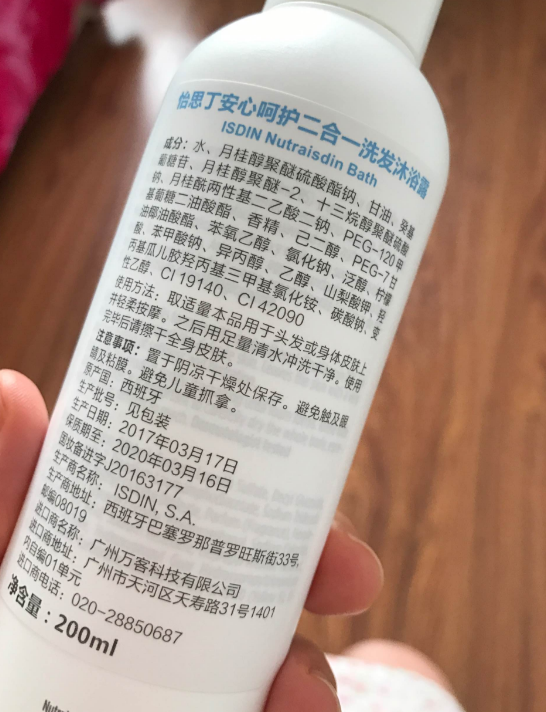 怡思丁安心呵护二合一洗发沐浴露
ISDIN Nutraisdin Bath
成分：水、月桂醇聚醚硫酸酯钠、甘油、癸基
葡糖苷、月桂醇聚醚-2、十三烷醇聚醚硫酸
钠、月桂酰两性基二乙酸二钠、PEG-120 甲
基葡糖二油酸酯、香精、己二醇、PEG-7 甘
油椰油酸酯、苯氧乙醇、氯化钠、泛醇、柠檬
酸、苯甲酸钠、异丙醇、乙醇、山梨酸钾、羟
丙基瓜儿胶羟丙基三甲基氯化铵、碳酸钠、变
性乙醇、CI 19140、CI 42090
使用方法：取适量本品用于头发或身体皮肤上
并轻柔按摩。之后用足量清水冲洗干净。使用
完毕后请擦干全身皮肤。
注意事项：置于阴凉干燥处保存。避免触及眼
睛及粘膜。避免儿童抓拿。
原产国：西班牙
生产批号：见包装
生产日期：2017年03月17日
保质期至：2020年03月16日
国妆备进字J20163177
生产商名称：ISDIN, S.A.
生产商地址：西班牙巴塞罗那普罗旺斯街33号,
邮编08019
进口商名称：广州万客科技有限公司
进口商地址：广州市天河区天寿路31号1401
内自编01单元
进口商电话：020-28850687
净含量：200ml